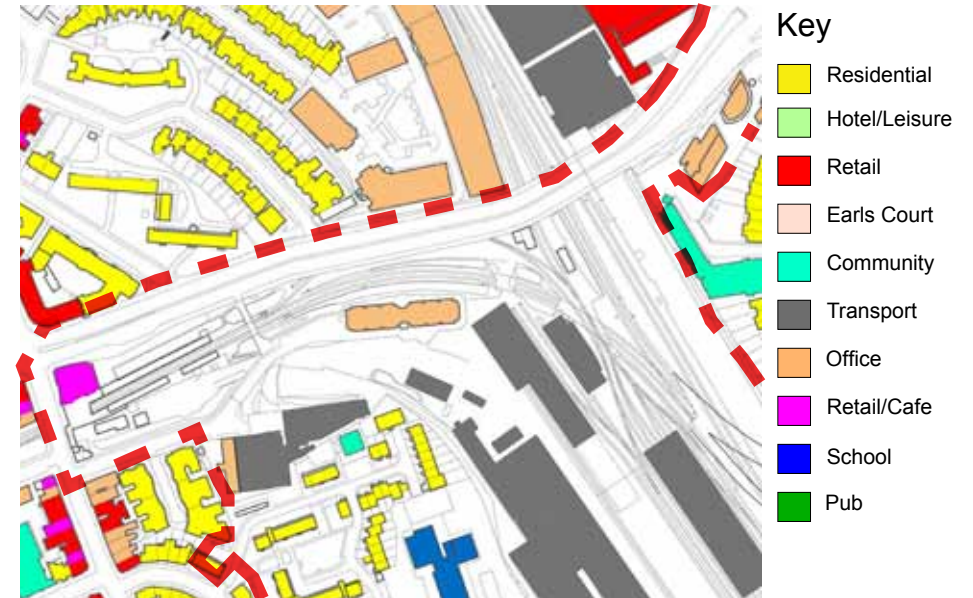 Key
Residential
Hotel/Leisure
Retail
Earls Court
Community
Transport
Office
Retail/Cafe
School
Pub